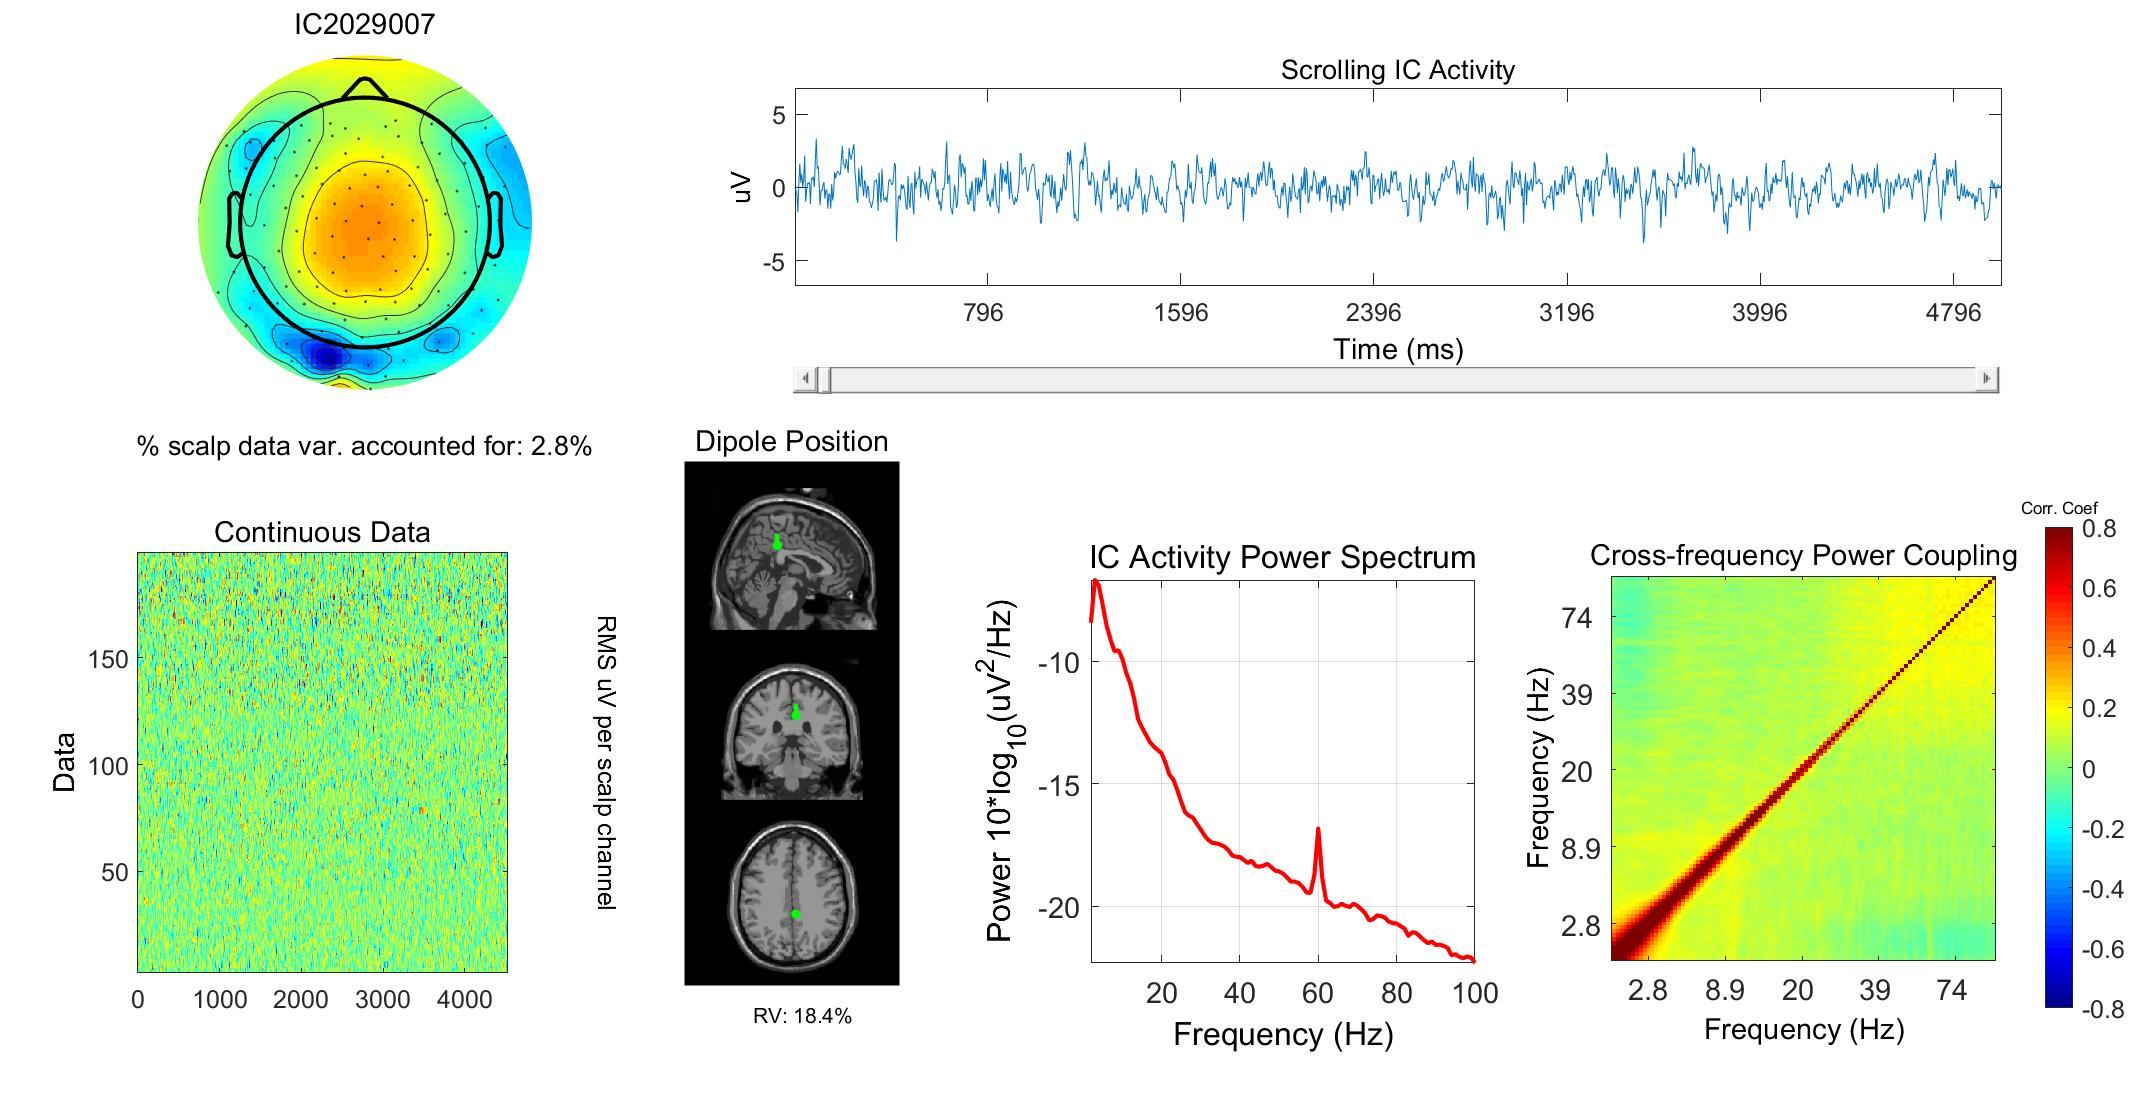 IC2029007
% scalp data var. accounted for: 2.8%
Scrolling IC Activity
uV
5
0
-5
796 1596 2396 3196 3996 4796
Time (ms)
Continuous Data
Data
150
100
50
0 1000 2000 3000 4000
RMS uV per scalp channel
Dipole Position
RV: 18.4%
IC Activity Power Spectrum
Power 10*log10(uV2/Hz)
-10
-15
-20
20 40 60 80 100
Frequency (Hz)
Cross-frequency Power Coupling
Frequency (Hz)
74
39
20
8.9
2.8
2.8 8.9 20 39 74
Frequency (Hz)
Corr. Coef
0.8
0.6
0.4
0.2
0
-0.2
-0.4
-0.6
-0.8